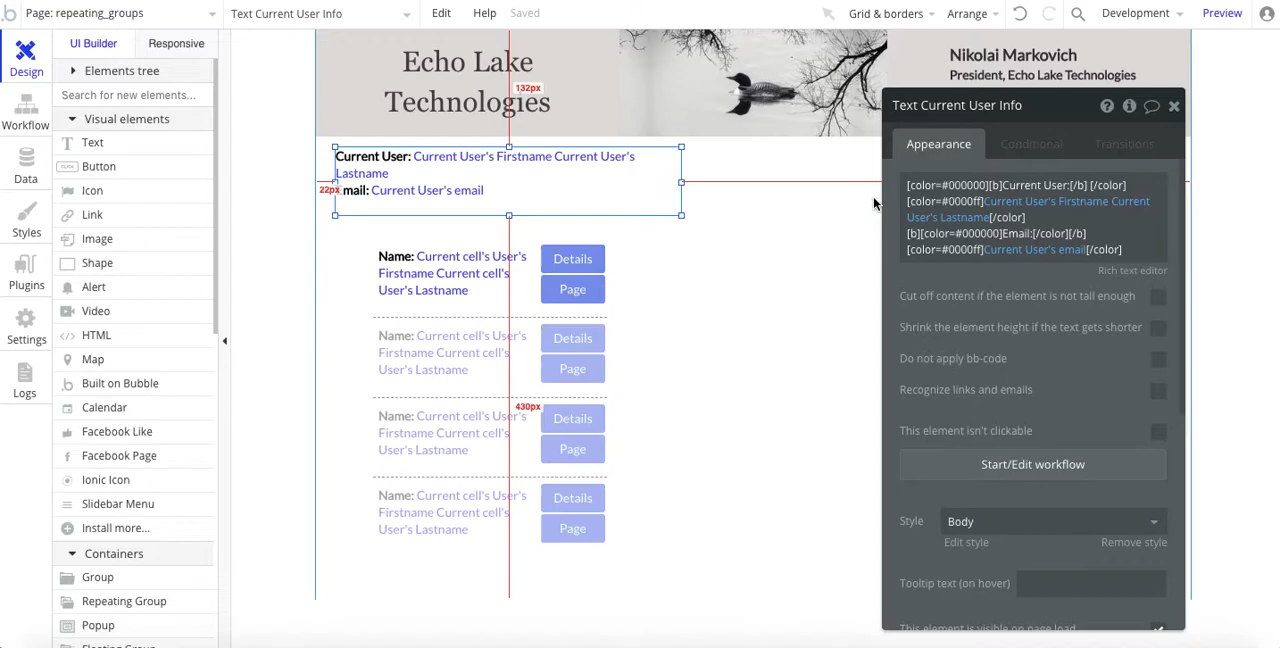 Page: repeating_groups
Text Current User Info
Edit
Help
Saved
Grid & borders
Arrange
Development
Preview
Design
Workflow
Data
Styles
Plugins
Settings
Logs
UI Builder
Responsive
Elements tree
Search for new elements...
Visual elements
Text
Button
Icon
Link
Image
Shape
Alert
Video
HTML
Map
Built on Bubble
Calendar
Facebook Like
Facebook Page
Ionic Icon
Slidebar Menu
Install more...
Containers
Group
Repeating Group
Popup
Echo Lake
Technologies
132px
Nikolai Markovich
President, Echo Lake Technologies
Current User: Current User's Firstname Current User's
Lastname
22px
mail: Current User's email
Name: Current cell's User's
Firstname Current cell's
User's Lastname
Details
Page
Name: Current cell's User's
Firstname Current cell's
User's Lastname
Details
Page
430px
Name: Current cell's User's
Firstname Current cell's
User's Lastname
Details
Page
Name: Current cell's User's
Firstname Current cell's
User's Lastname
Details
Page
Text Current User Info
Appearance
Conditional
Transitions
[color=#000000][b]Current User:[/b] [/color]
[color=#0000ff]Current User's Firstname Current
User's Lastname[/color]
[b][color=#000000]Email:[/color][/b]
[color=#0000ff]Current User's email[/color]
Rich text editor
Cut off content if the element is not tall enough
Shrink the element height if the text gets shorter
Do not apply bb-code
Recognize links and emails
This element isn't clickable
Start/Edit workflow
Style
Body
Edit style
Remove style
Tooltip text (on hover)
This element is visible on page load